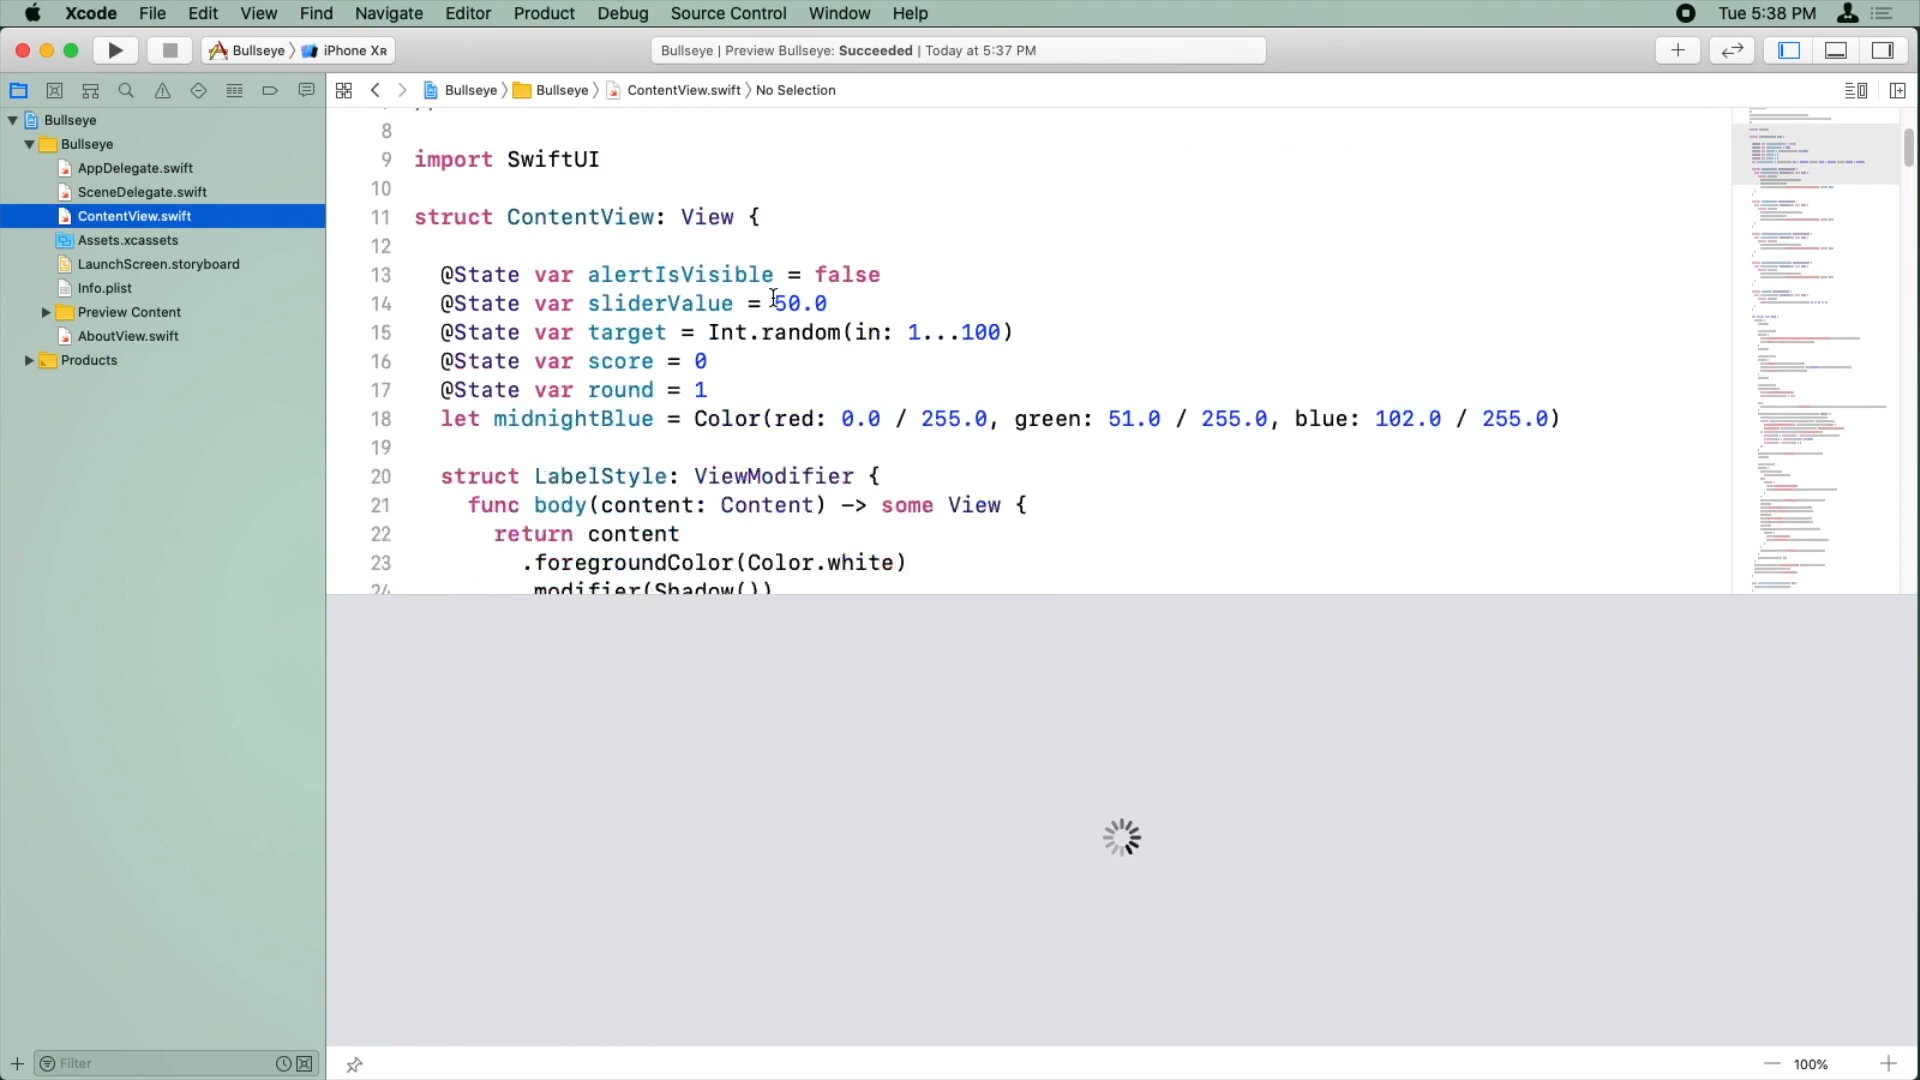 Xcode File Edit View Find Navigate Editor Product Debug Source Control Window Help Tue 5:38 PM
Bullseye iPhone XR Bullseye | Preview Bullseye: Succeeded | Today at 5:37 PM
Bullseye Bullseye ContentView.swift No Selection
Bullseye
Bullseye
AppDelegate.swift
SceneDelegate.swift
ContentView.swift
Assets.xcassets
LaunchScreen.storyboard
Info.plist
Preview Content
AboutView.swift
Products
8
9 import SwiftUI
10
11 struct ContentView: View {
12
13 @State var alertIsVisible = false
14 @State var sliderValue = 50.0
15 @State var target = Int.random(in: 1...100)
16 @State var score = 0
17 @State var round = 1
18 let midnightBlue = Color(red: 0.0 / 255.0, green: 51.0 / 255.0, blue: 102.0 / 255.0)
19
20 struct LabelStyle: ViewModifier {
21 func body(content: Content) -> some View {
22 return content
23 .foregroundColor(Color.white)
24 .modifier(Shadow())
Filter
100%